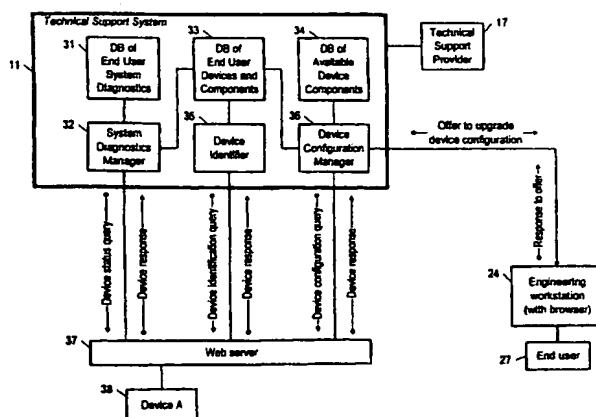 Technical Support System
11
31
DB of
End User
System
Diagnostics
33
DB of
End User
Devices and
Components
34
DB of
Available
Device
Components
17
Technical
Support
Provider
32
System
Diagnostics
Manager
35
Device
Identifier
36
Device
Configuration
Manager
Offer to upgrade
device configuration
Device status query
Device response
Device identification query
Device response
Device configuration query
Device response
Response to offer
24
Engineering
workstation
(with browser)
27
End user
37
Web server
38
Device A